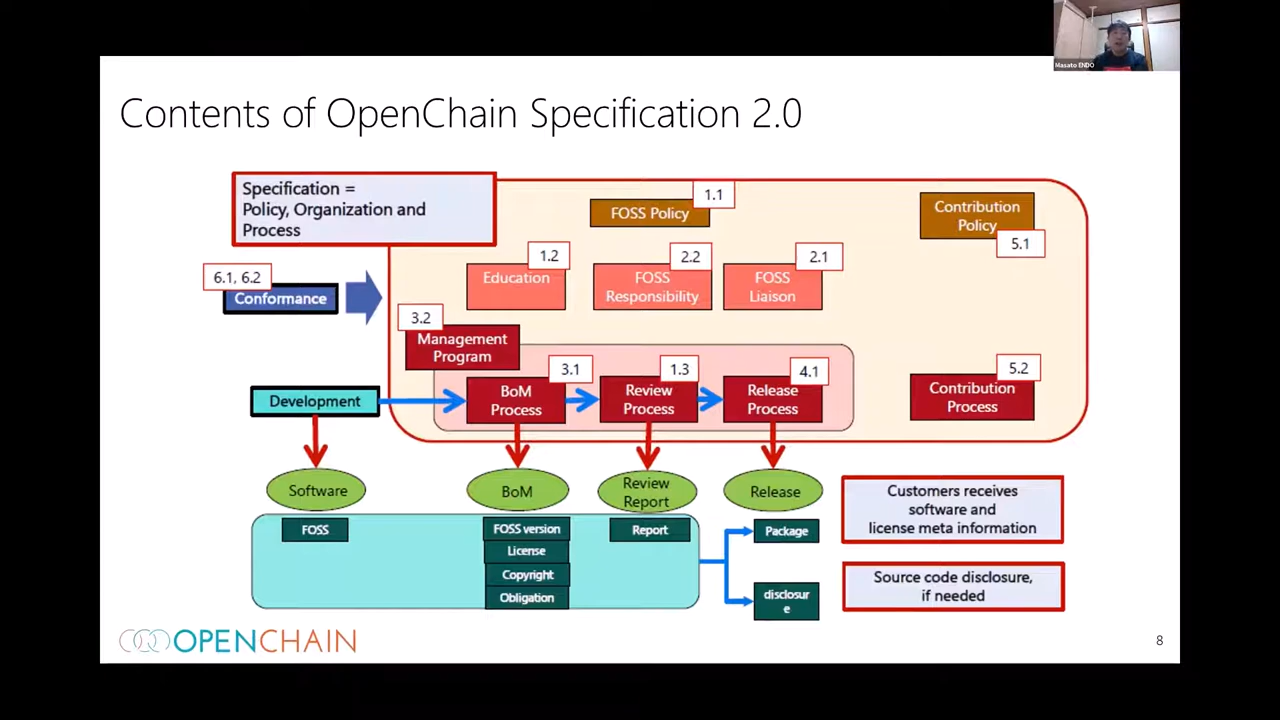 Masato ENDO
Contents of OpenChain Specification 2.0
Specification =
Policy, Organization and
Process
1.1
FOSS Policy
Contribution
Policy
5.1
6.1, 6.2
Conformance
1.2
Education
2.2
FOSS
Responsibility
2.1
FOSS
Liaison
3.2
Management
Program
3.1
BoM
Process
1.3
Review
Process
4.1
Release
Process
5.2
Contribution
Process
Development
Software
BoM
Review
Report
Release
Customers receives
software and
license meta information
FOSS
FOSS version
License
Copyright
Obligation
Report
Package
disclosur
e
Source code disclosure,
if needed
OPENCHAIN
8